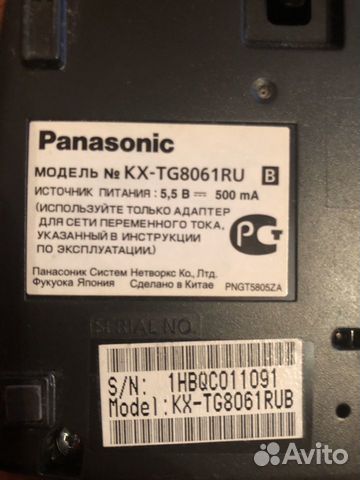 Panasonic
МОДЕЛЬ № KX-TG8061RU B
ИСТОЧНИК ПИТАНИЯ : 5,5 В ⎓ 500 mA
(ИСПОЛЬЗУЙТЕ ТОЛЬКО АДАПТЕР
ДЛЯ СЕТИ ПЕРЕМЕННОГО ТОКА,
УКАЗАННЫЙ В ИНСТРУКЦИИ
ПО ЭКСПЛУАТАЦИИ)
Панасоник Систем Нетворкс Ко., Лтд.
Фукуока Япония Сделано в Китае PNGT5805ZA
SERIAL NO.
S/N: 1HBQC011091
Model: KX-TG8061RUB
Avito